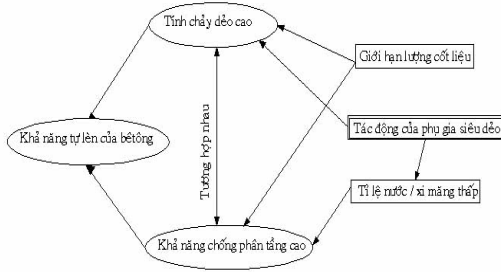 Tính chảy dẻo cao
Giới hạn lượng cốt liệu
Tác động của phụ gia siêu dẻo
Khả năng tự lèn của bêtông
Tương hợp nhau
Tỉ lệ nước / xi măng thấp
Khả năng chống phân tầng cao